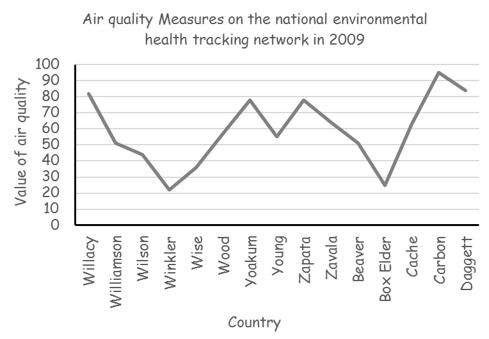 Air quality Measures on the national environmental
health tracking network in 2009
Value of air quality
100
90
80
70
60
50
40
30
20
10
0
Willacy
Williamson
Wilson
Winkler
Wise
Wood
Yoakum
Young
Zapata
Zavala
Beaver
Box Elder
Cache
Carbon
Daggett
Country